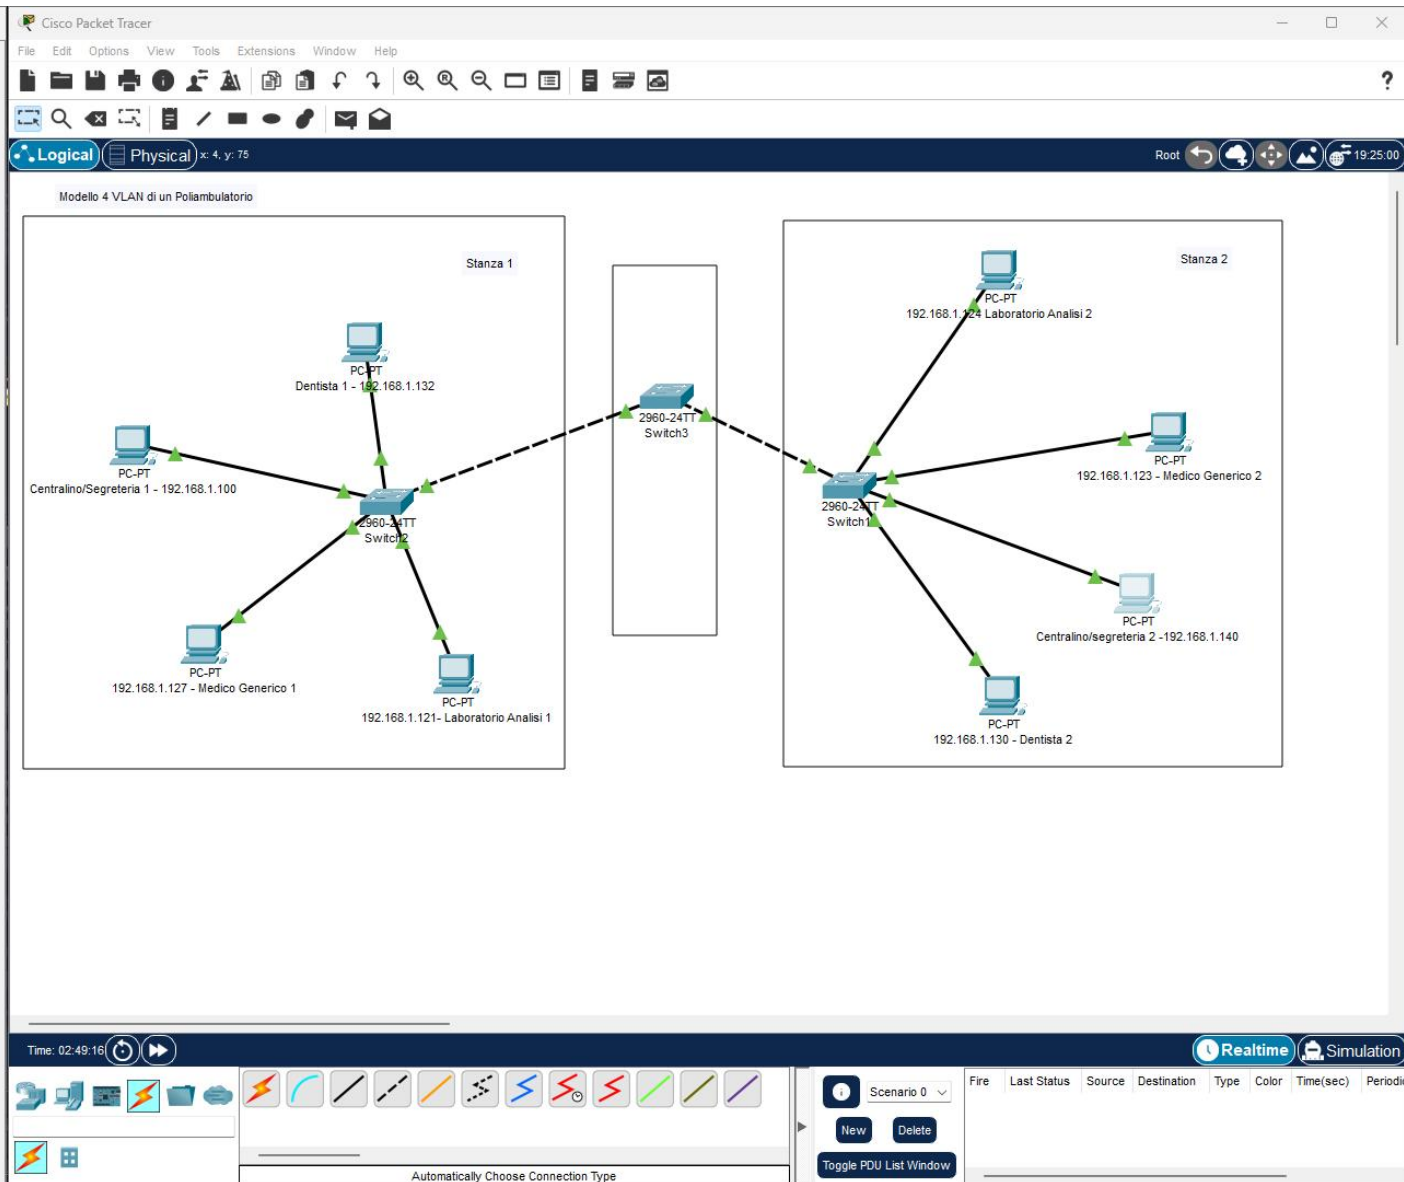 Cisco Packet Tracer
File Edit Options View Tools Extensions Window Help
?
Logical Physical x: 4, y: 75
Root 19:25:00
Modello 4 VLAN di un Poliambulatorio
Stanza 1
Stanza 2
PC-PT
192.168.1.124 Laboratorio Analisi 2
PC-PT
Dentista 1 - 192.168.1.132
2960-24TT
Switch3
PC-PT
Centralino/Segreteria 1 - 192.168.1.100
PC-PT
192.168.1.123 - Medico Generico 2
2960-24TT
Switch2
2960-24TT
Switch1
PC-PT
Centralino/segreteria 2 -192.168.1.140
PC-PT
192.168.1.127 - Medico Generico 1
PC-PT
192.168.1.121- Laboratorio Analisi 1
PC-PT
192.168.1.130 - Dentista 2
Time: 02:49:16
Realtime Simulation
Scenario 0
New Delete
Toggle PDU List Window
Fire Last Status Source Destination Type Color Time(sec) Periodic
Automatically Choose Connection Type